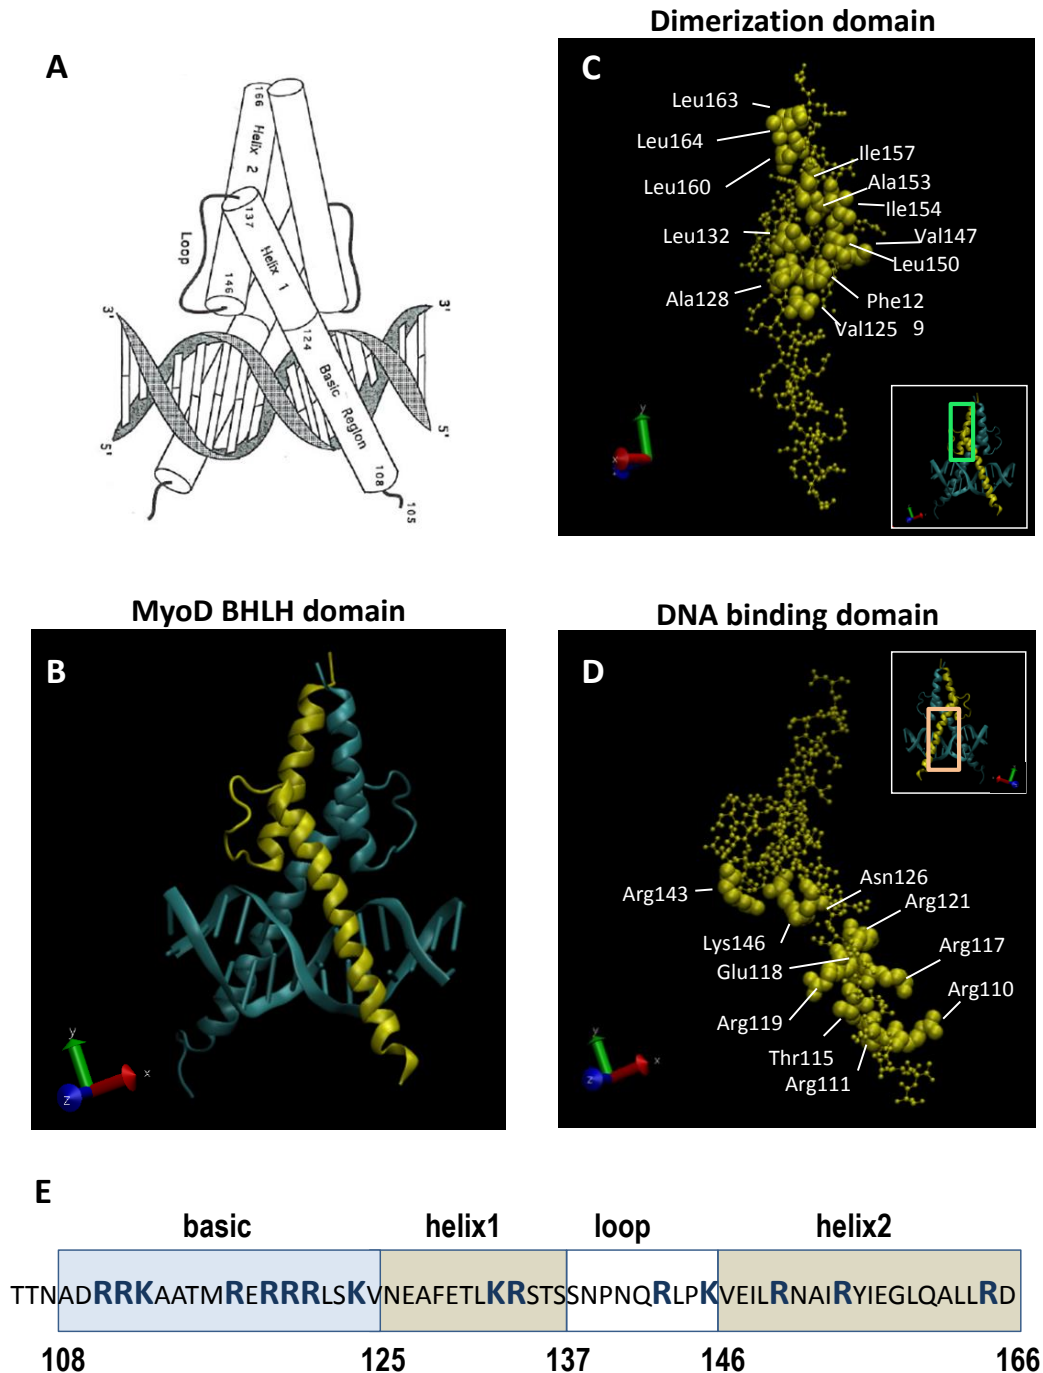 A
166
Helix 2
137
Loop
Helix 1
146
3'
3'
124
Basic Region
5'
5'
108
105
Dimerization domain
C
Leu163
Leu164
Ile157
Ala153
Leu160
Ile154
Leu132
Val147
Leu150
Ala128
Phe12
Val125 9
y
x
MyoD BHLH domain
B
y
x
Z
DNA binding domain
D
Asn126
Arg143
Arg121
Lys146
Arg117
Glu118
Arg110
Arg119
Thr115
Arg111
y
x
z
E
basic helix1 loop helix2
TTNADRRKAATMRERRRLSKVNEAFETLKRSTSSNPNQRLPKVEILRNAIRYIEGLQALLRD
108 125 137 146 166